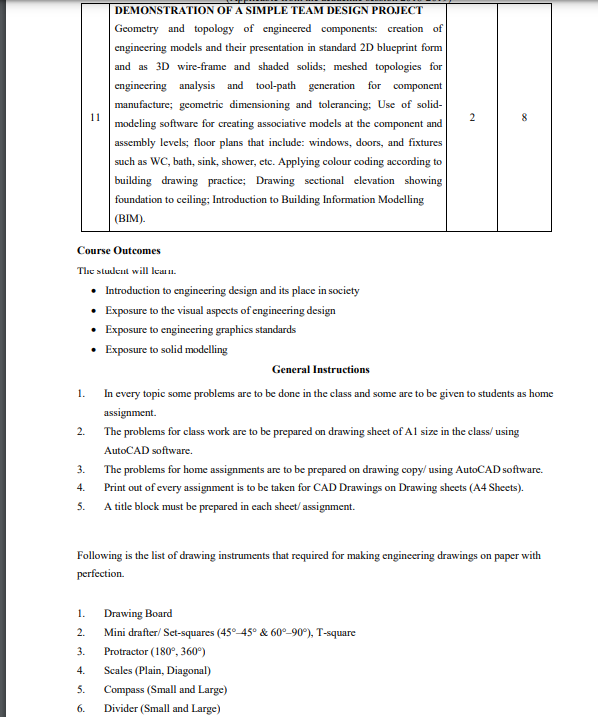 DEMONSTRATION OF A SIMPLE TEAM DESIGN PROJECT
Geometry and topology of engineered components: creation of
engineering models and their presentation in standard 2D blueprint form
and as 3D wire-frame and shaded solids; meshed topologies for
engineering analysis and tool-path generation for component
manufacture; geometric dimensioning and tolerancing; Use of solid-
11 modeling software for creating associative models at the component and 2 8
assembly levels; floor plans that include: windows, doors, and fixtures
such as WC, bath, sink, shower, etc. Applying colour coding according to
building drawing practice; Drawing sectional elevation showing
foundation to ceiling; Introduction to Building Information Modelling
(BIM).
Course Outcomes
The student will learn.
• Introduction to engineering design and its place in society
• Exposure to the visual aspects of engineering design
• Exposure to engineering graphics standards
• Exposure to solid modelling
General Instructions
1. In every topic some problems are to be done in the class and some are to be given to students as home
assignment.
2. The problems for class work are to be prepared on drawing sheet of A1 size in the class/ using
AutoCAD software.
3. The problems for home assignments are to be prepared on drawing copy/ using AutoCAD software.
4. Print out of every assignment is to be taken for CAD Drawings on Drawing sheets (A4 Sheets).
5. A title block must be prepared in each sheet/ assignment.
Following is the list of drawing instruments that required for making engineering drawings on paper with
perfection.
1. Drawing Board
2. Mini drafter/ Set-squares (45°–45° & 60°–90°), T-square
3. Protractor (180°, 360°)
4. Scales (Plain, Diagonal)
5. Compass (Small and Large)
6. Divider (Small and Large)